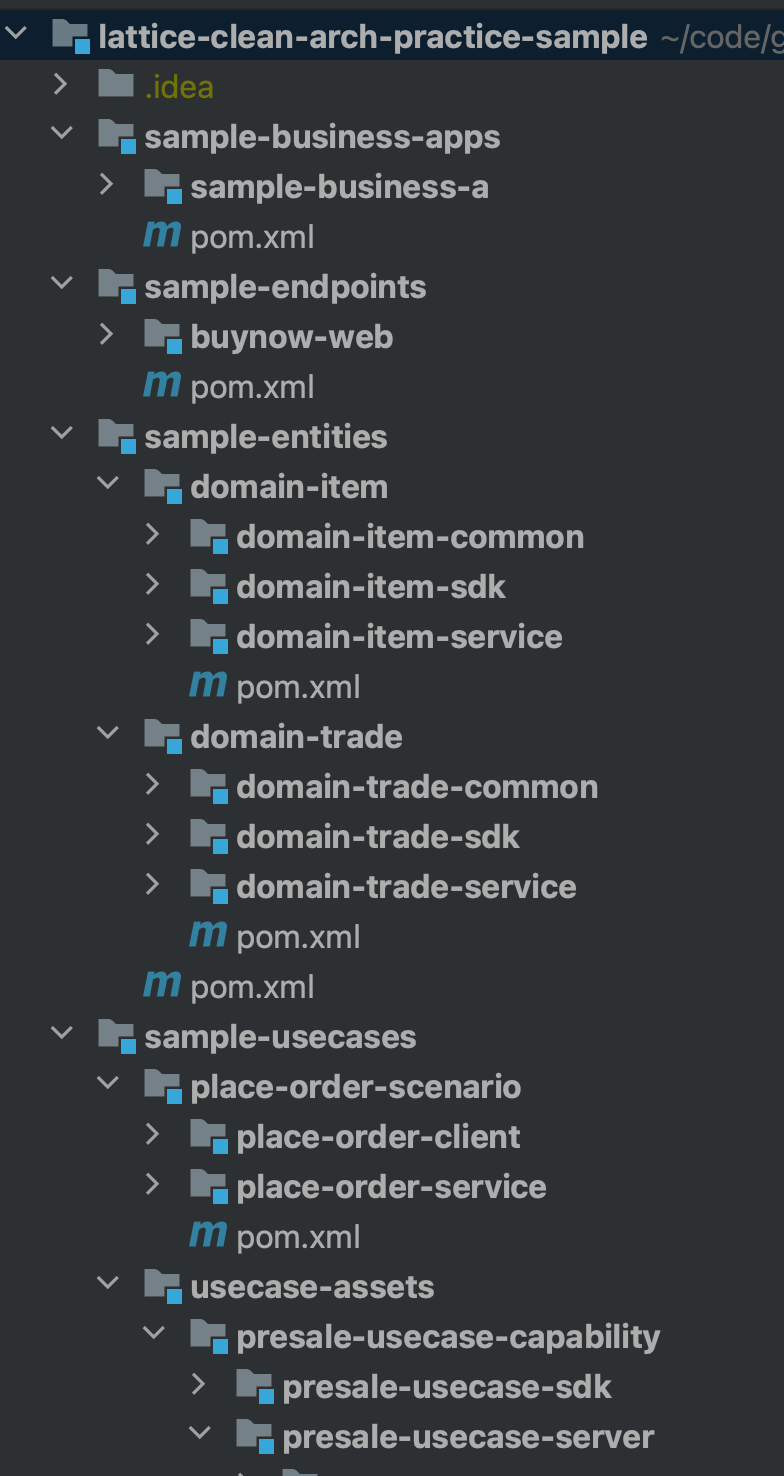 lattice-clean-arch-practice-sample ~/code/g
.idea
sample-business-apps
sample-business-a
m pom.xml
sample-endpoints
buynow-web
m pom.xml
sample-entities
domain-item
domain-item-common
domain-item-sdk
domain-item-service
m pom.xml
domain-trade
domain-trade-common
domain-trade-sdk
domain-trade-service
m pom.xml
m pom.xml
sample-usecases
place-order-scenario
place-order-client
place-order-service
m pom.xml
usecase-assets
presale-usecase-capability
presale-usecase-sdk
presale-usecase-server